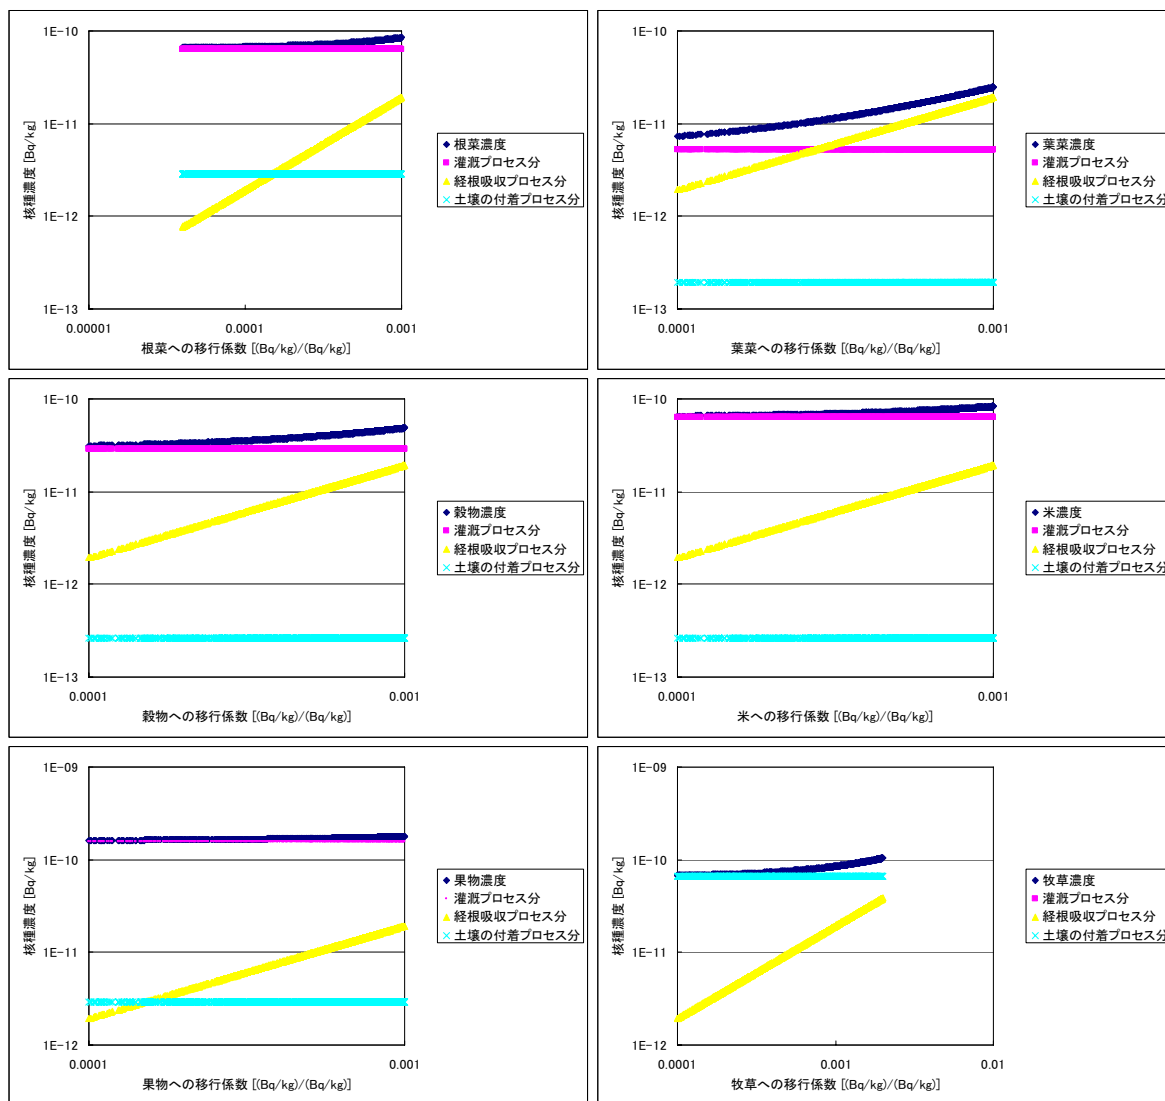 1E-10
1E-11
1E-12
1E-13
核種濃度 [Bq/kg]
0.00001
0.0001
0.001
根菜への移行係数 [(Bq/kg)/(Bq/kg)]
根菜濃度
灌漑プロセス分
経根吸収プロセス分
土壌の付着プロセス分
1E-10
1E-11
1E-12
1E-13
核種濃度 [Bq/kg]
0.0001
0.001
葉菜への移行係数 [(Bq/kg)/(Bq/kg)]
葉菜濃度
灌漑プロセス分
経根吸収プロセス分
土壌の付着プロセス分
1E-10
1E-11
1E-12
1E-13
核種濃度 [Bq/kg]
0.0001
0.001
穀物への移行係数 [(Bq/kg)/(Bq/kg)]
穀物濃度
灌漑プロセス分
経根吸収プロセス分
土壌の付着プロセス分
1E-10
1E-11
1E-12
1E-13
核種濃度 [Bq/kg]
0.0001
0.001
米への移行係数 [(Bq/kg)/(Bq/kg)]
米濃度
灌漑プロセス分
経根吸収プロセス分
土壌の付着プロセス分
1E-09
1E-10
1E-11
1E-12
核種濃度 [Bq/kg]
0.0001
0.001
果物への移行係数 [(Bq/kg)/(Bq/kg)]
果物濃度
灌漑プロセス分
経根吸収プロセス分
土壌の付着プロセス分
1E-09
1E-10
1E-11
1E-12
核種濃度 [Bq/kg]
0.0001
0.001
0.01
牧草への移行係数 [(Bq/kg)/(Bq/kg)]
牧草濃度
灌漑プロセス分
経根吸収プロセス分
土壌の付着プロセス分